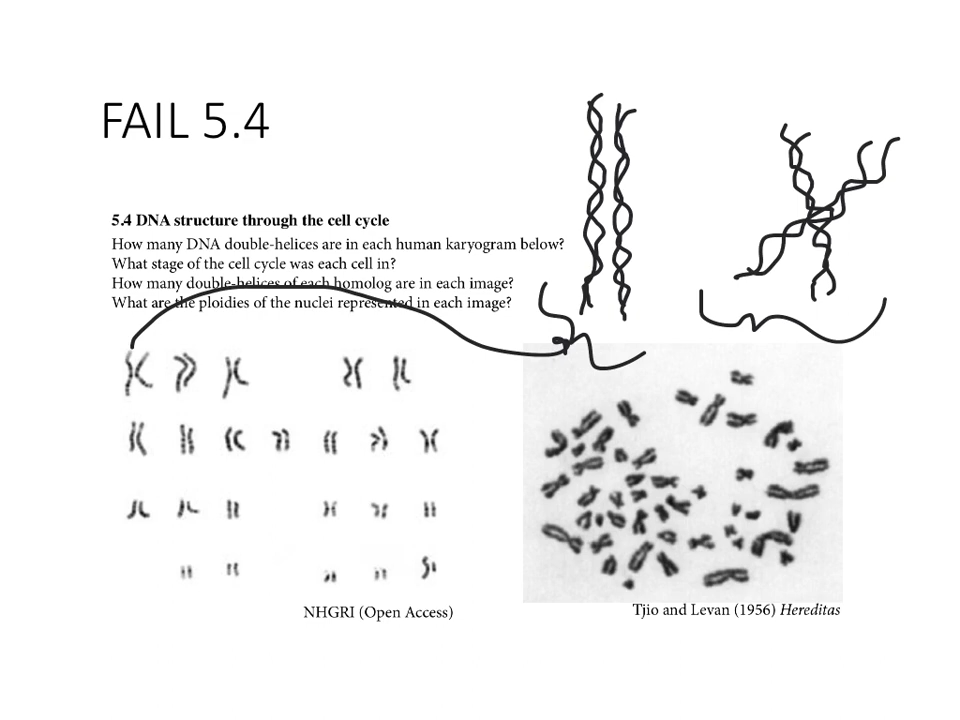 FAIL 5.4
5.4 DNA structure through the cell cycle
How many DNA double-helices are in each human karyogram below?
What stage of the cell cycle was each cell in?
How many double-helices of each homolog are in each image?
What are the ploidies of the nuclei represented in each image?
NHGRI (Open Access)
Tjio and Levan (1956) Hereditas